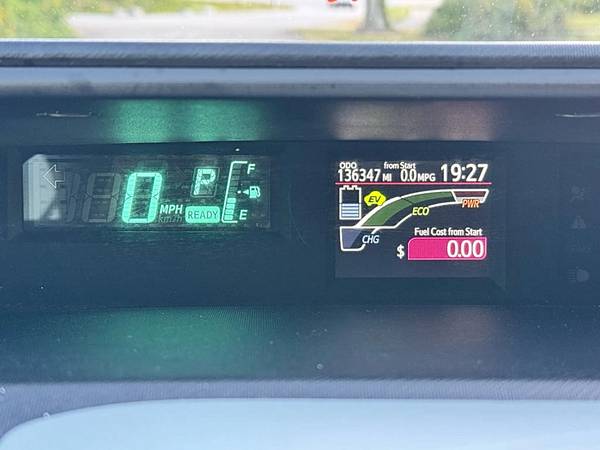 0 MPH
km/h
P
READY
F
E
ODO
136347 MI
from Start
0.0 MPG
19:27
EV
ECO
PWR
CHG
Fuel Cost from Start
$ 0.00